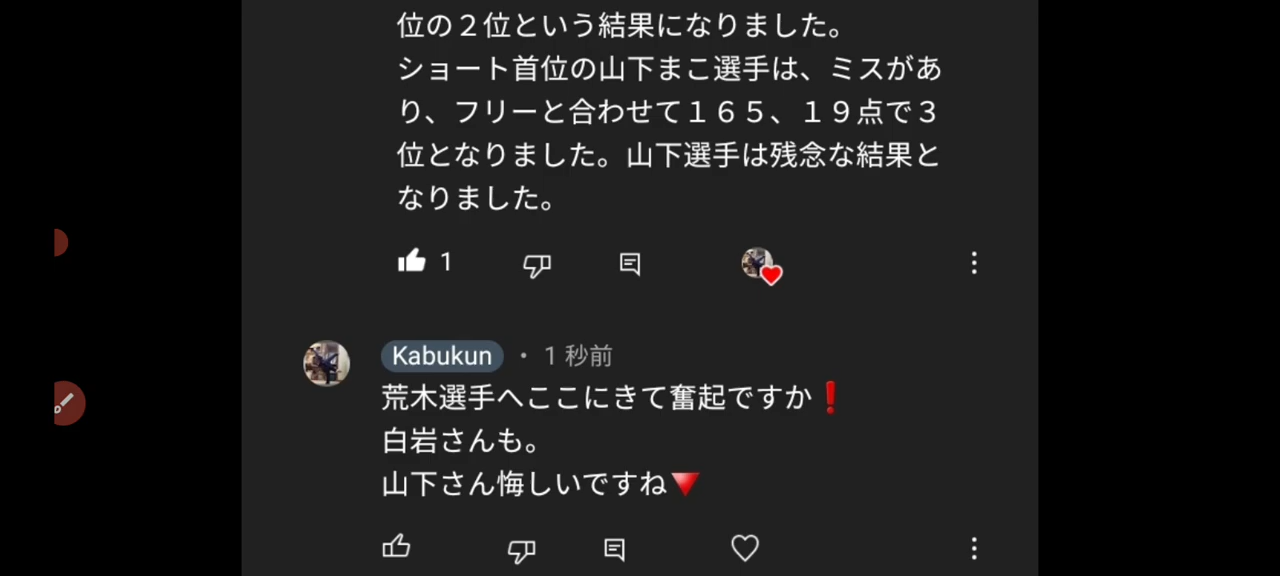 位の２位という結果になりました。
ショート首位の山下まこ選手は、ミスがあ
り、フリーと合わせて１６５、１９点で３
位となりました。山下選手は残念な結果と
なりました。
1
Kabukun ・ 1 秒前
荒木選手へここにきて奮起ですか❗
白岩さんも。
山下さん悔しいですね🔻